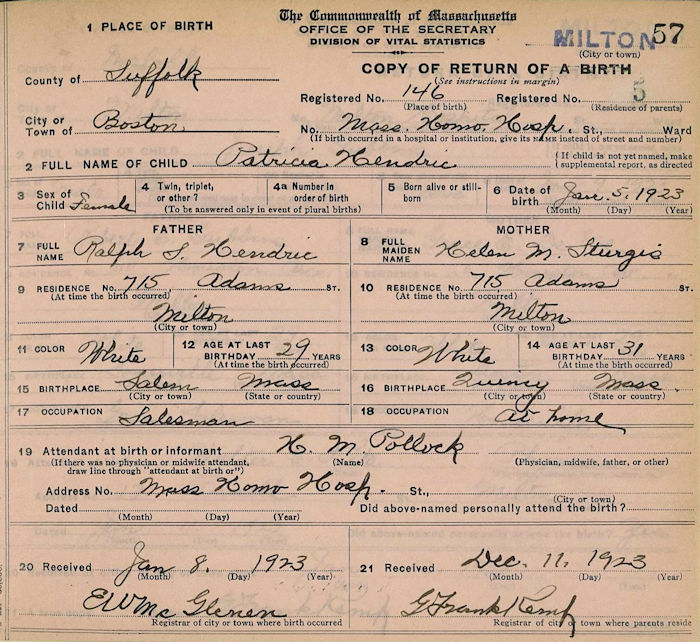 1 PLACE OF BIRTH
The Commonwealth of Massachusetts
OFFICE OF THE SECRETARY
DIVISION OF VITAL STATISTICS
MILTON 57
(City or town)
County of Suffolk
COPY OF RETURN OF A BIRTH
(See instructions in margin)
Registered No. 146 Registered No. 5
(Place of birth) (Residence of parents)
City or
Town of Boston
No. Mass. Homo. Hosp. St., Ward
(If birth occurred in a hospital or institution, give its NAME instead of street and number)
2 FULL NAME OF CHILD Patricia Hendric
{If child is not yet named, make
supplemental report, as directed
3 Sex of
Child Female
4 Twin, triplet,
or other ?
4a Number in
order of birth
(To be answered only in event of plural births)
5 Born alive or still-
born
6 Date of
birth Jan. 5, 1923
(Month) (Day) (Year)
FATHER
7 FULL
NAME Ralph S. Hendric
MOTHER
8 FULL
MAIDEN
NAME Helen M. Sturgis
9 RESIDENCE No. 715 Adams ST.
(At time the birth occurred)
Milton
(City or town)
10 RESIDENCE No. 715 Adams ST.
(At time the birth occurred)
Milton
(City or town)
11 COLOR White
12 AGE AT LAST
BIRTHDAY 29 YEARS
(At time the birth occurred)
13 COLOR White
14 AGE AT LAST
BIRTHDAY 31 YEARS
(At time the birth occurred)
15 BIRTHPLACE Salem Mass
(City or town) (State or country)
16 BIRTHPLACE Quincy Mass.
(City or town) (State or country)
17 OCCUPATION Salesman
18 OCCUPATION At home
19 Attendant at birth or informant H. M. Pollock
(If there was no physician or midwife attendant,
draw line through "attendant at birth or")
(Name) (Physician, midwife, father, or other)
Address No. Mass Homo Hosp. St.,
(City or town)
Dated
(Month) (Day) (Year)
Did above-named personally attend the birth?
20 Received Jan 8. 1923
(Month) (Day) (Year)
21 Received Dec. 11, 1923
(Month) (Day) (Year)
E W Mc Glenen
Registrar of city or town where birth occurred
G Frank Kemp
Registrar of city or town where parents reside